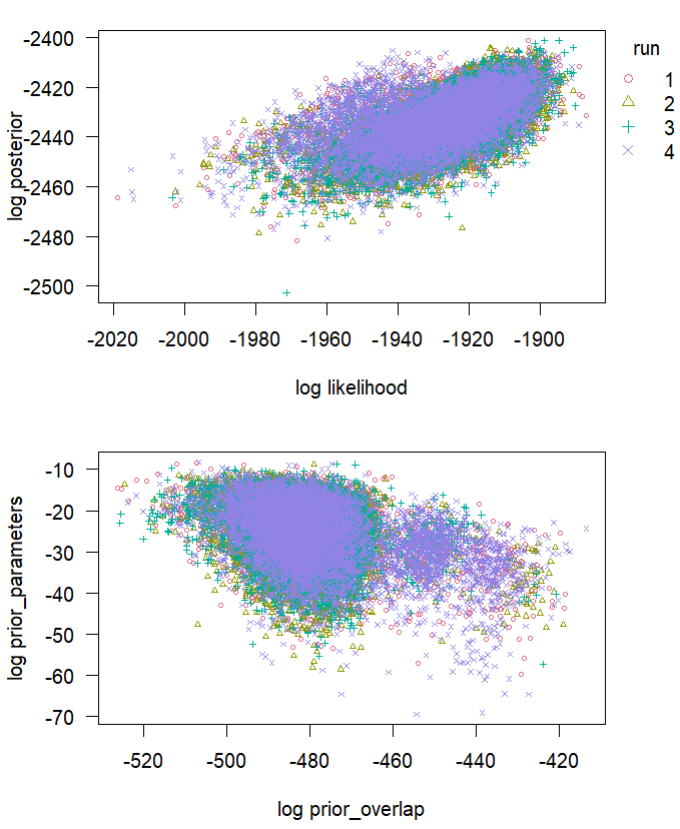 -2400
-2420
-2440
-2460
-2480
-2500
log posterior
-2020 -2000 -1980 -1960 -1940 -1920 -1900
log likelihood
run
1
2
3
4
-10
-20
-30
-40
-50
-60
-70
log prior_parameters
-520 -500 -480 -460 -440 -420
log prior_overlap